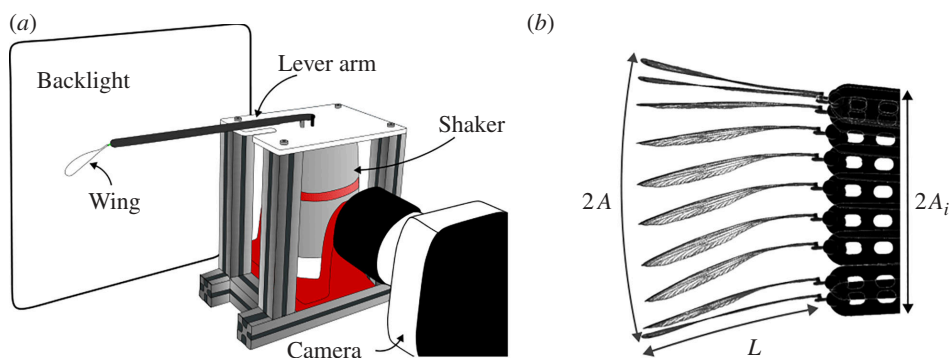 (a)
Backlight
Lever arm
Shaker
Wing
Camera
(b)
2A
2A_i
L